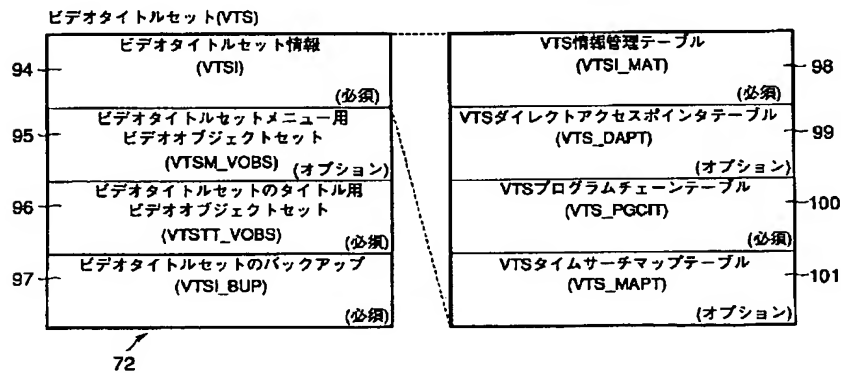 ビデオタイトルセット(VTS)
ビデオタイトルセット情報
(VTSI)
(必須)
94
ビデオタイトルセットメニュー用
ビデオオブジェクトセット
(VTSM_VOBS)
(オプション)
95
ビデオタイトルセットのタイトル用
ビデオオブジェクトセット
(VTSTT_VOBS)
(必須)
96
ビデオタイトルセットのバックアップ
(VTSI_BUP)
(必須)
97
72
VTS情報管理テーブル
(VTSI_MAT)
(必須)
98
VTSダイレクトアクセスポインタテーブル
(VTS_DAPT)
(オプション)
99
VTSプログラムチェーンテーブル
(VTS_PGCIT)
(必須)
100
VTSタイムサーチマップテーブル
(VTS_MAPT)
(オプション)
101